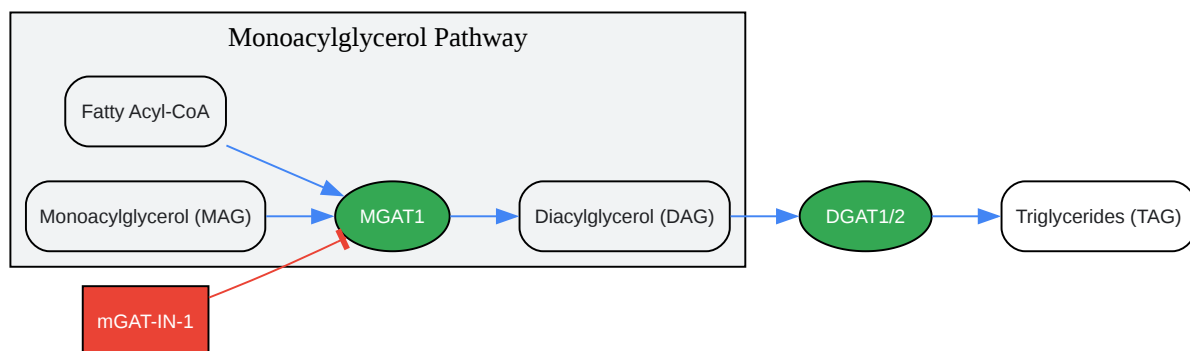 Monoacylglycerol Pathway
Fatty Acyl-CoA
Monoacylglycerol (MAG)
MGAT1
Diacylglycerol (DAG)
DGAT1/2
Triglycerides (TAG)
mGAT-IN-1